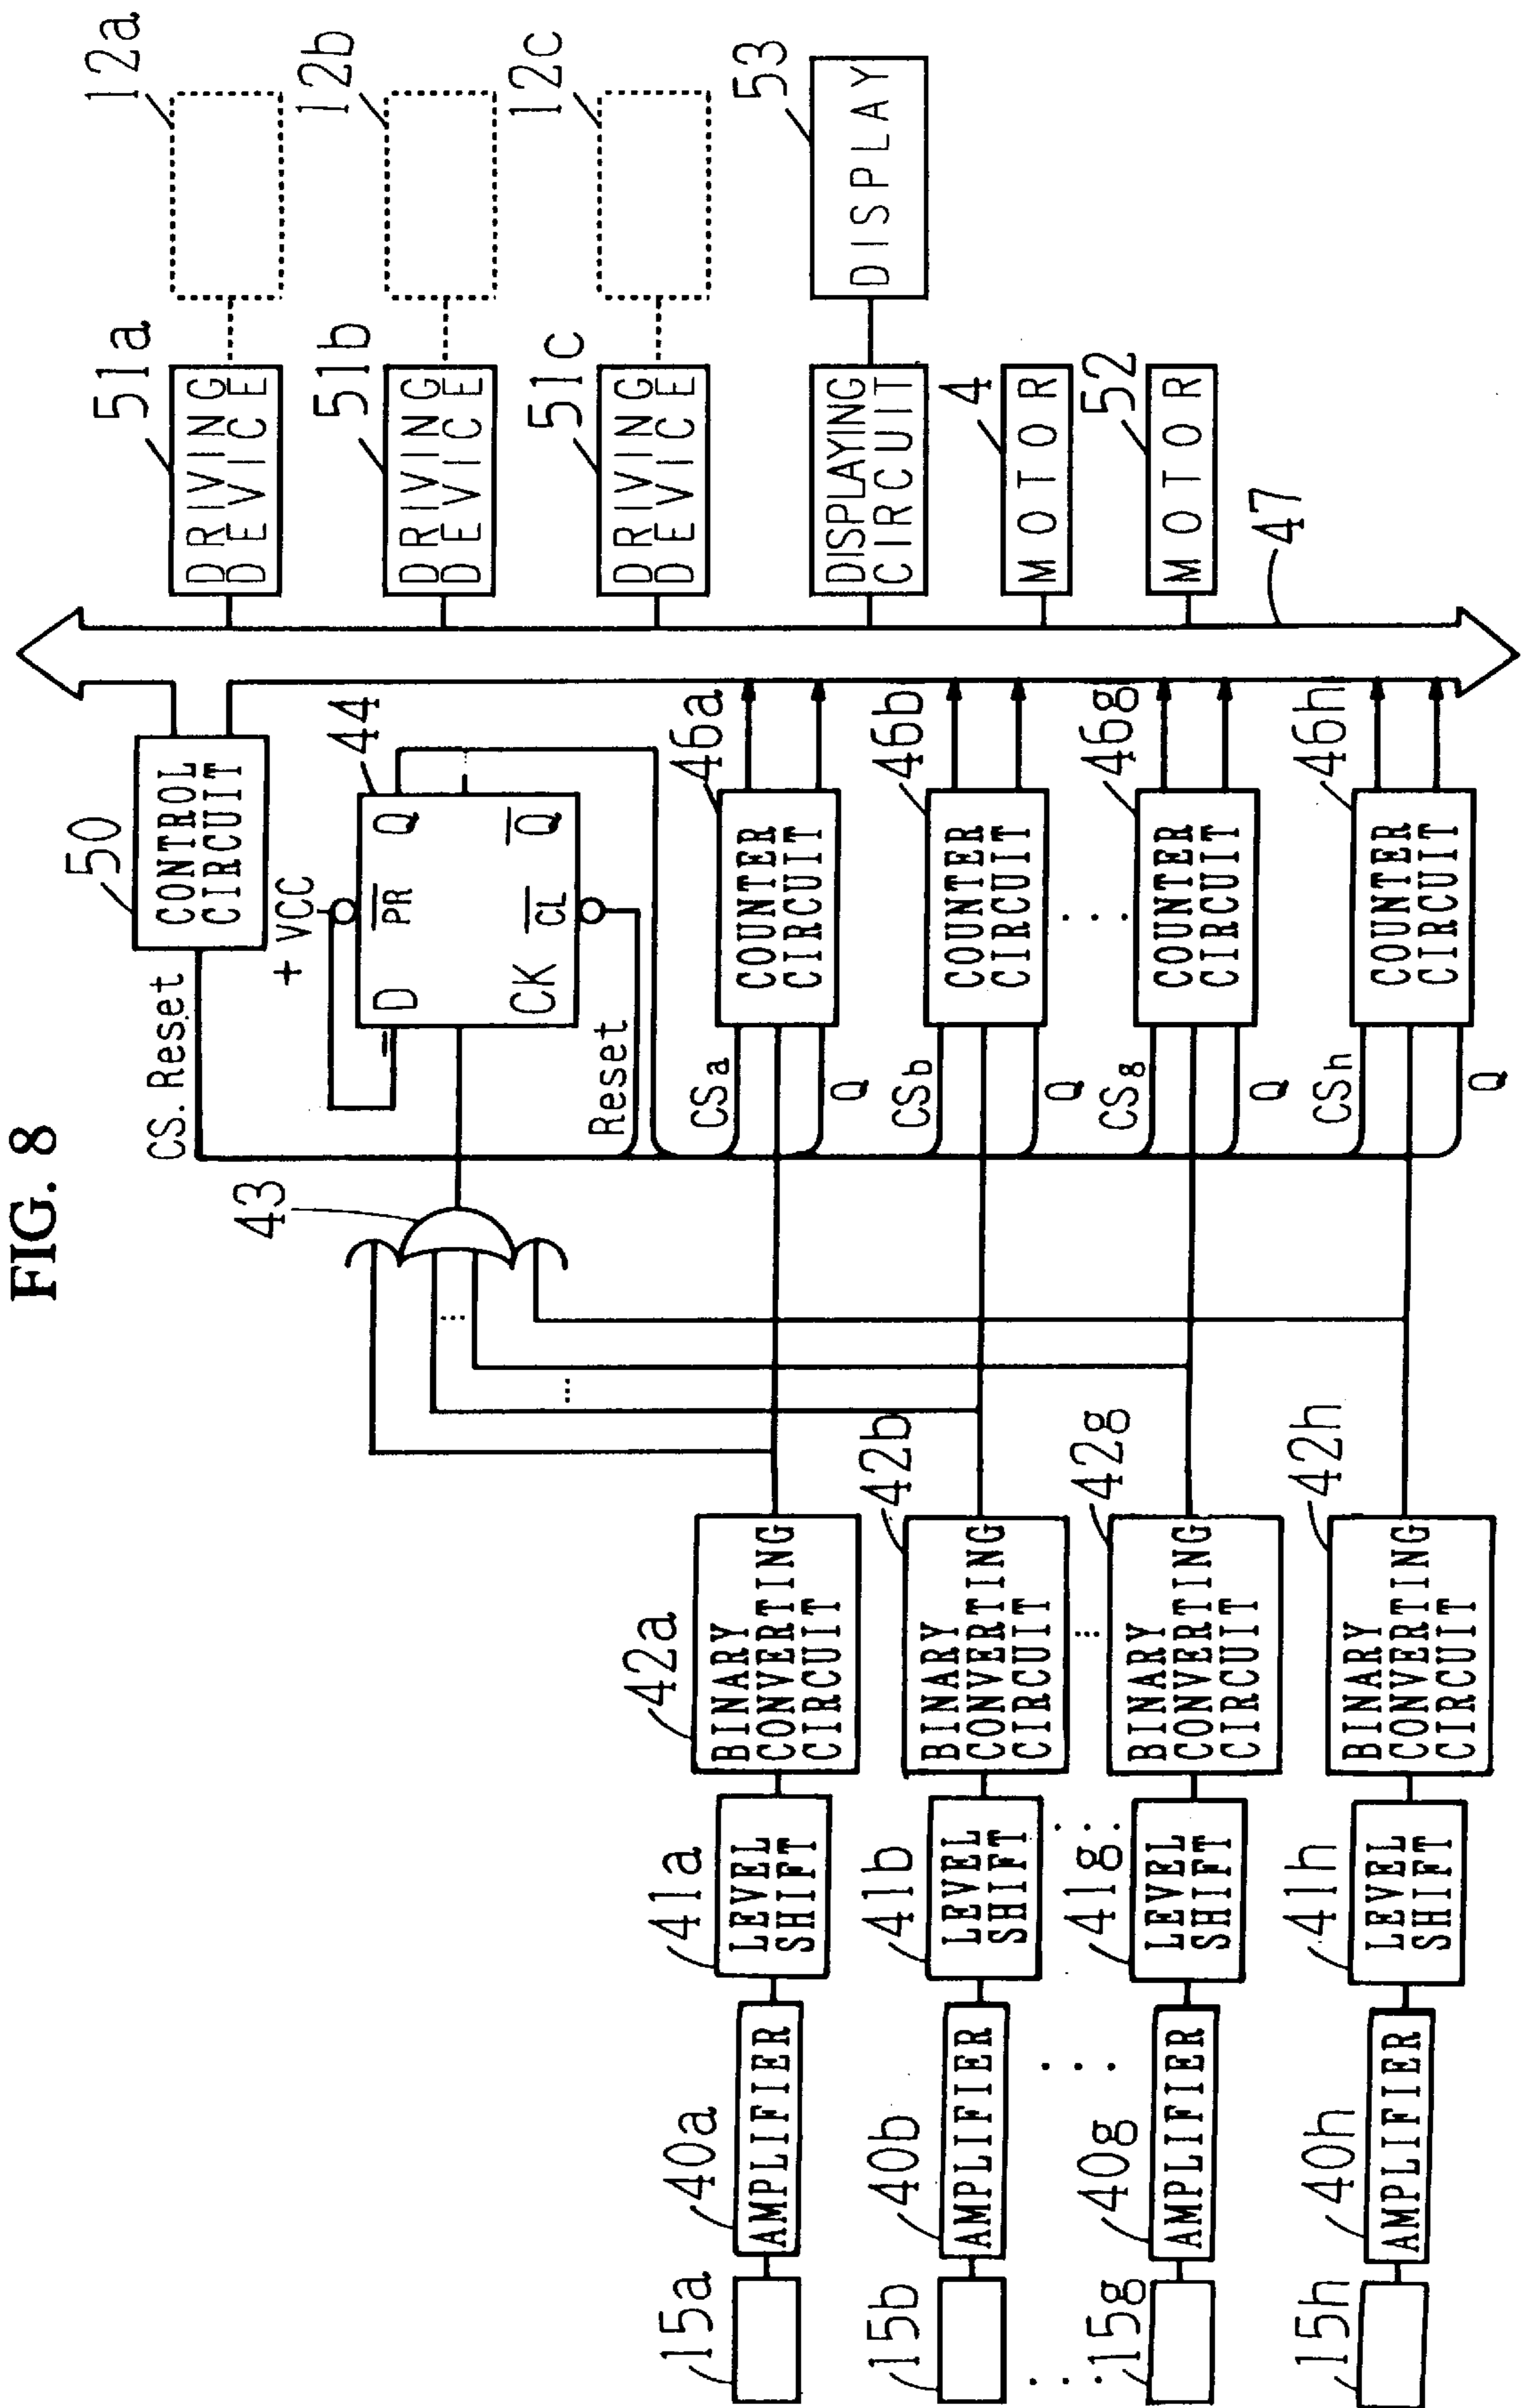 FIG. 8
15a
40a
AMPLIFIER
41a
LEVEL
SHIFT
42a
BINARY
CONVERTING
CIRCUIT
15b
40b
AMPLIFIER
41b
LEVEL
SHIFT
42b
BINARY
CONVERTING
CIRCUIT
15g
40g
AMPLIFIER
41g
LEVEL
SHIFT
42g
BINARY
CONVERTING
CIRCUIT
15h
40h
AMPLIFIER
41h
LEVEL
SHIFT
42h
BINARY
CONVERTING
CIRCUIT
43
CS.Reset
50
CONTROL
CIRCUIT
+ VCC
44
D
PR
Q
CK
CL
Q
Reset
CSa
Q
46a
COUNTER
CIRCUIT
CSb
Q
46b
COUNTER
CIRCUIT
CSg
Q
46g
COUNTER
CIRCUIT
CSh
Q
46h
COUNTER
CIRCUIT
47
51a
DRIVING
DEVICE
12a
51b
DRIVING
DEVICE
12b
51c
DRIVING
DEVICE
12c
DISPLAYING
CIRCUIT
53
DISPLAY
4
MOTOR
52
MOTOR